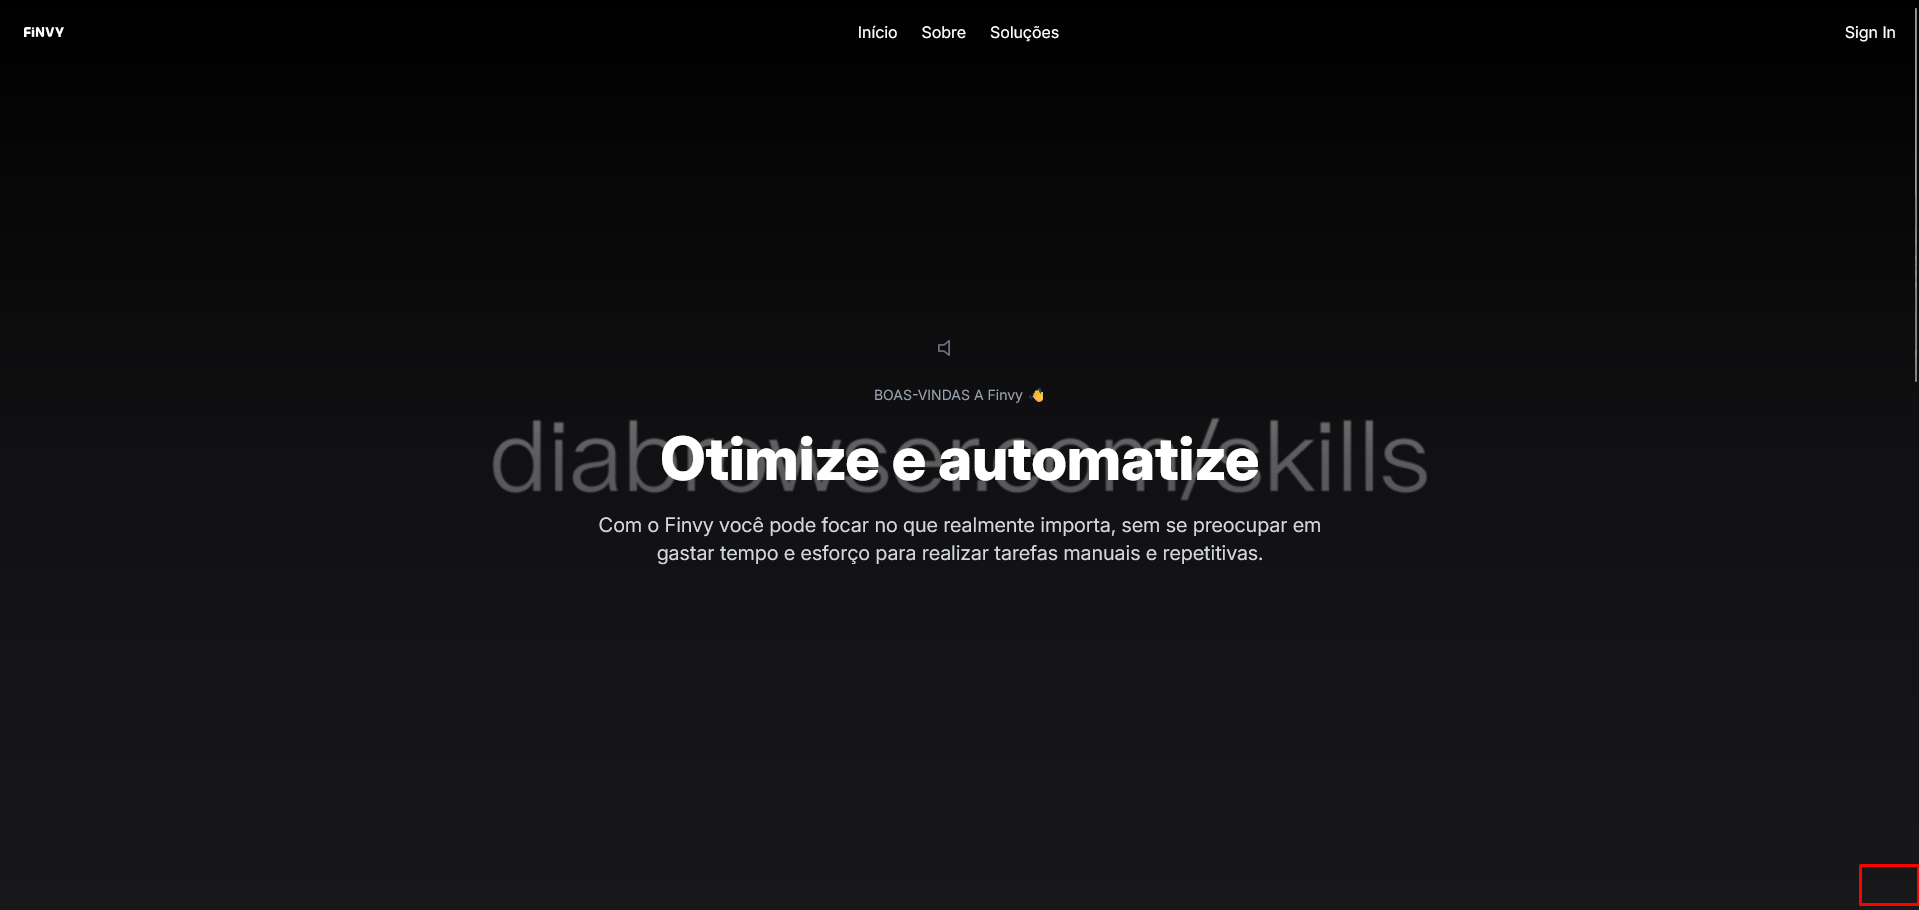 FiNVY
Início Sobre Soluções
Sign In
BOAS-VINDAS A Finvy 👋
diabrowser.com/skills
Otimize e automatize
Com o Finvy você pode focar no que realmente importa, sem se preocupar em
gastar tempo e esforço para realizar tarefas manuais e repetitivas.